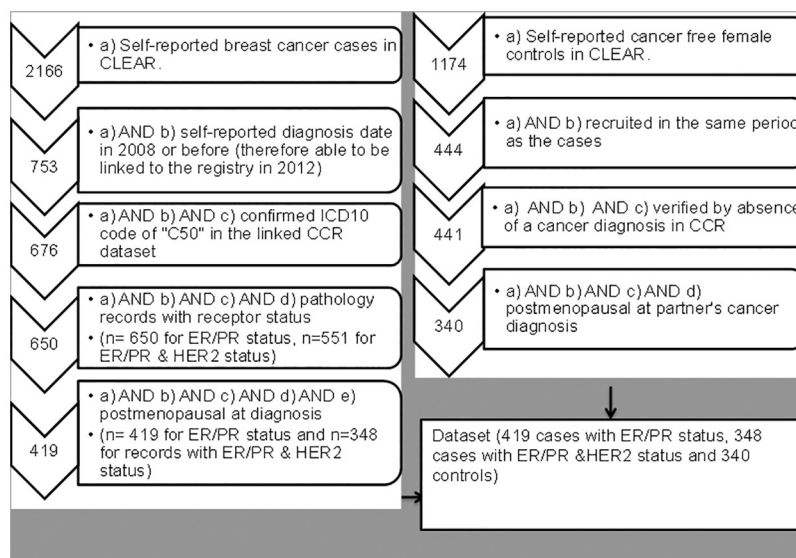 2166
• a) Self-reported breast cancer cases in
CLEAR.
753
• a) AND b) self-reported diagnosis date
in 2008 or before (therefore able to be
linked to the registry in 2012)
676
• a) AND b) AND c) confirmed ICD10
code of "C50" in the linked CCR
dataset
650
• a) AND b) AND c) AND d) pathology
records with receptor status
• (n= 650 for ER/PR status, n=551 for
ER/PR & HER2 status)
419
• a) AND b) AND c) AND d) AND e)
postmenopausal at diagnosis
• (n= 419 for ER/PR status and n=348
for records with ER/PR & HER2
status)
1174
• a) Self-reported cancer free female
controls in CLEAR.
444
• a) AND b) recruited in the same period
as the cases
441
• a) AND b) AND c) verified by absence
of a cancer diagnosis in CCR
340
• a) AND b) AND c) AND d)
postmenopausal at partner's cancer
diagnosis
Dataset (419 cases with ER/PR status, 348
cases with ER/PR &HER2 status and 340
controls)